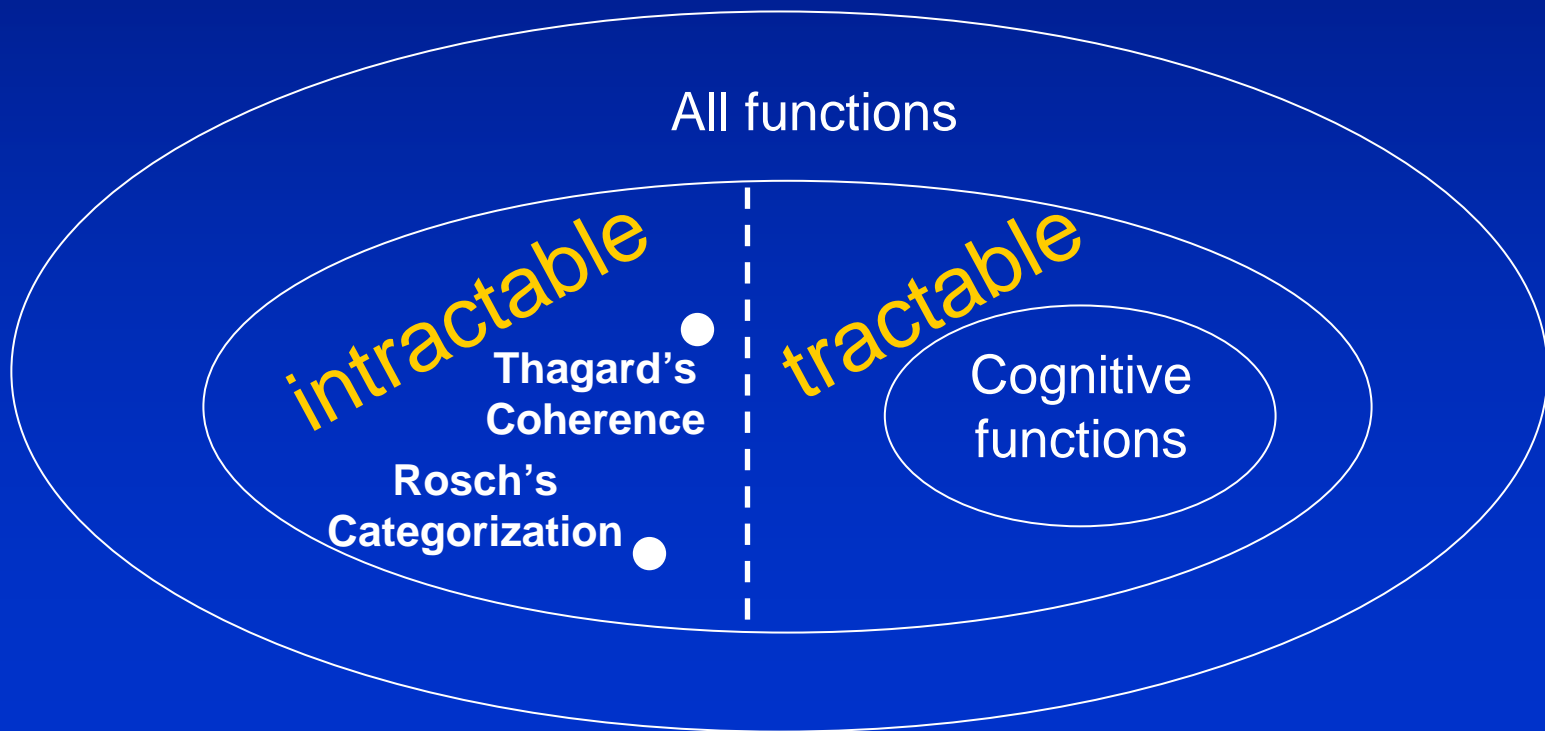 All functions
intractable
tractable
Thagard’s
Coherence
Cognitive
functions
Rosch’s
Categorization